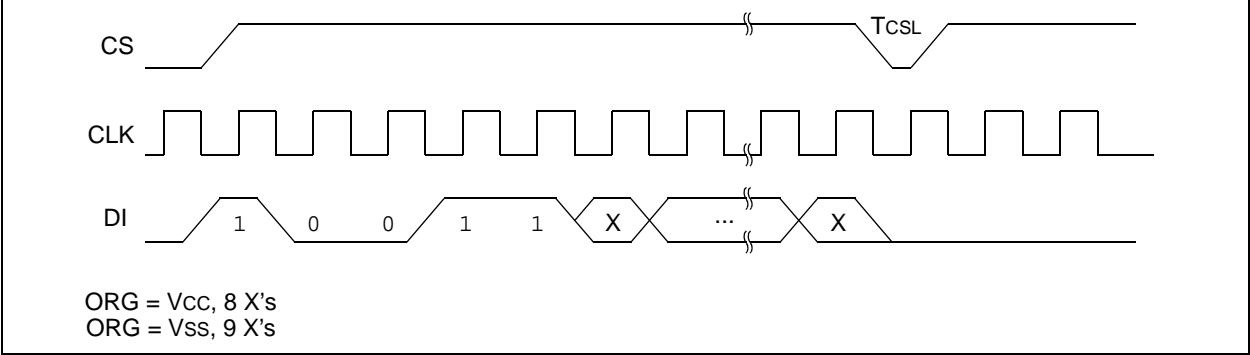 CS
TCSL
CLK
DI
1 0 0 1 1 X ... X
ORG = VCC, 8 X's
ORG = VSS, 9 X's